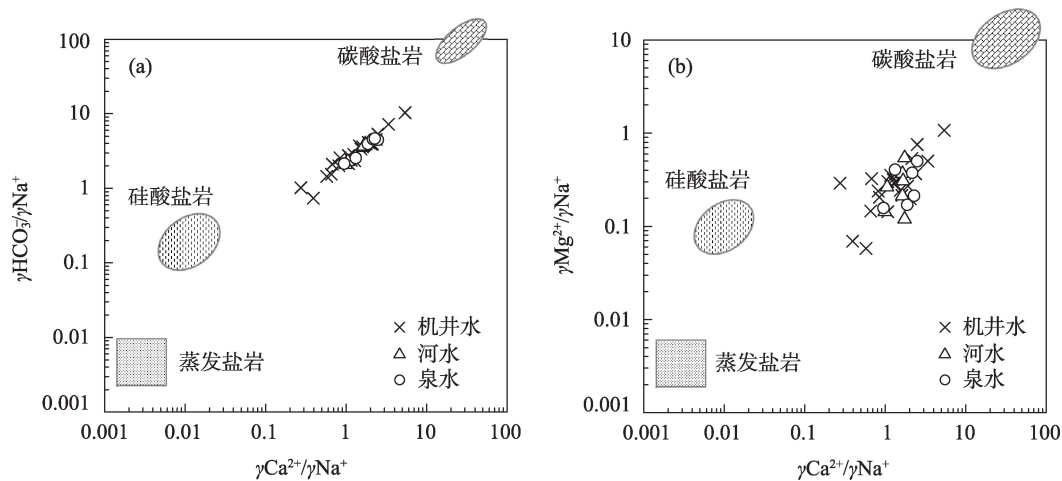 (a)
100
10
1
0.1
0.01
0.001
γHCO₃⁻/γNa⁺
碳酸盐岩
硅酸盐岩
蒸发盐岩
机井水
河水
泉水
0.001 0.01 0.1 1 10 100
γCa²⁺/γNa⁺
(b)
10
1
0.1
0.01
0.001
γMg²⁺/γNa⁺
碳酸盐岩
硅酸盐岩
蒸发盐岩
机井水
河水
泉水
0.001 0.01 0.1 1 10 100
γCa²⁺/γNa⁺